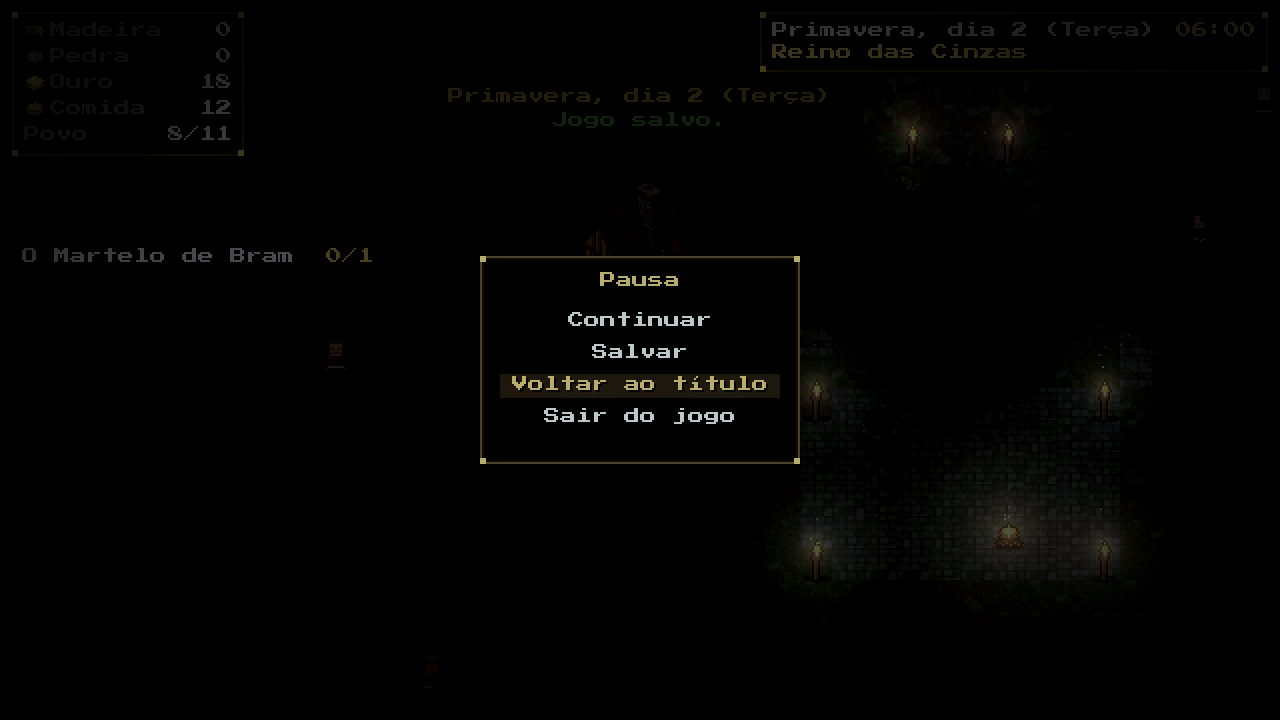 Madeira 0
Pedra 0
Ouro 18
Comida 12
Povo 8/11
Primavera, dia 2 (Terça) 06:00
Reino das Cinzas
Primavera, dia 2 (Terça)
Jogo salvo.
O Martelo de Bram 0/1
Pausa
Continuar
Salvar
Voltar ao título
Sair do jogo